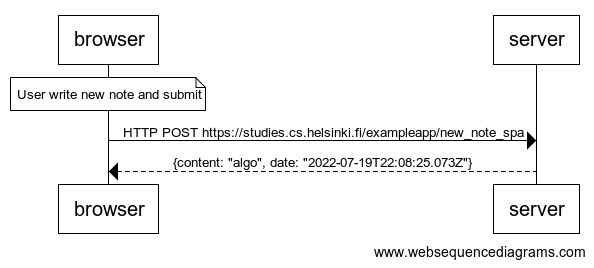 browser
server
User write new note and submit
HTTP POST https://studies.cs.helsinki.fi/exampleapp/new_note_spa
{content: "algo", date: "2022-07-19T22:08:25.073Z"}
browser
server
www.websequencediagrams.com